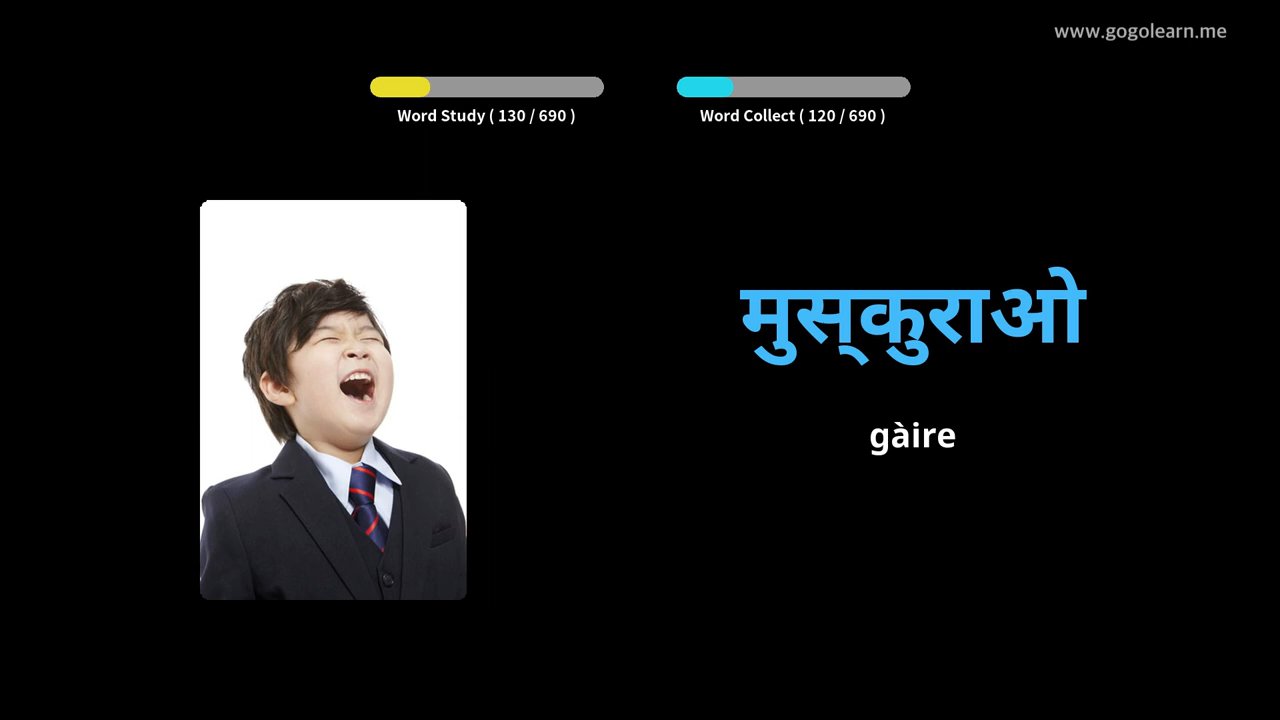 www.gogolearn.me
Word Study ( 130 / 690 )
Word Collect ( 120 / 690 )
मुस्कुराओ
gàire